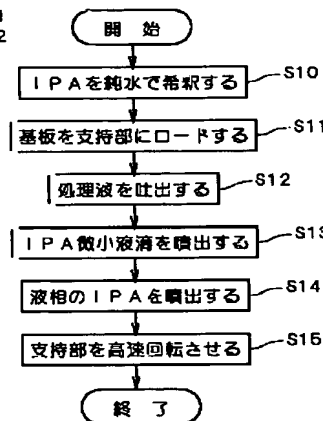 開 始
IPAを純水で希釈する
S10
基板を支持部にロードする
S11
処理液を吐出する
S12
IPA微小液滴を噴出する
S13
液相のIPAを噴出する
S14
支持部を高速回転させる
S15
終 了